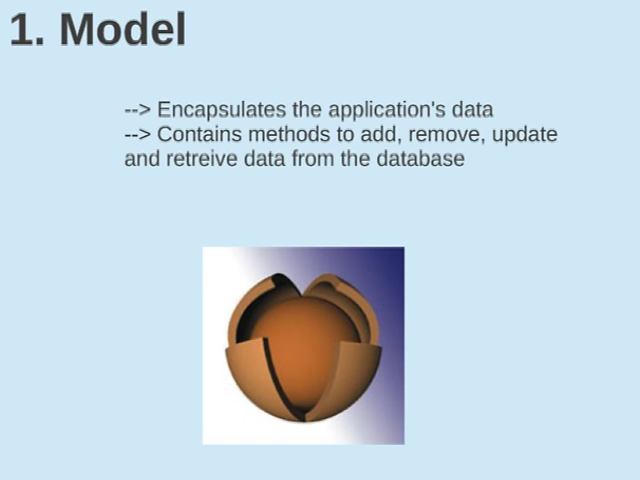 1. Model
--> Encapsulates the application's data
--> Contains methods to add, remove, update
and retreive data from the database